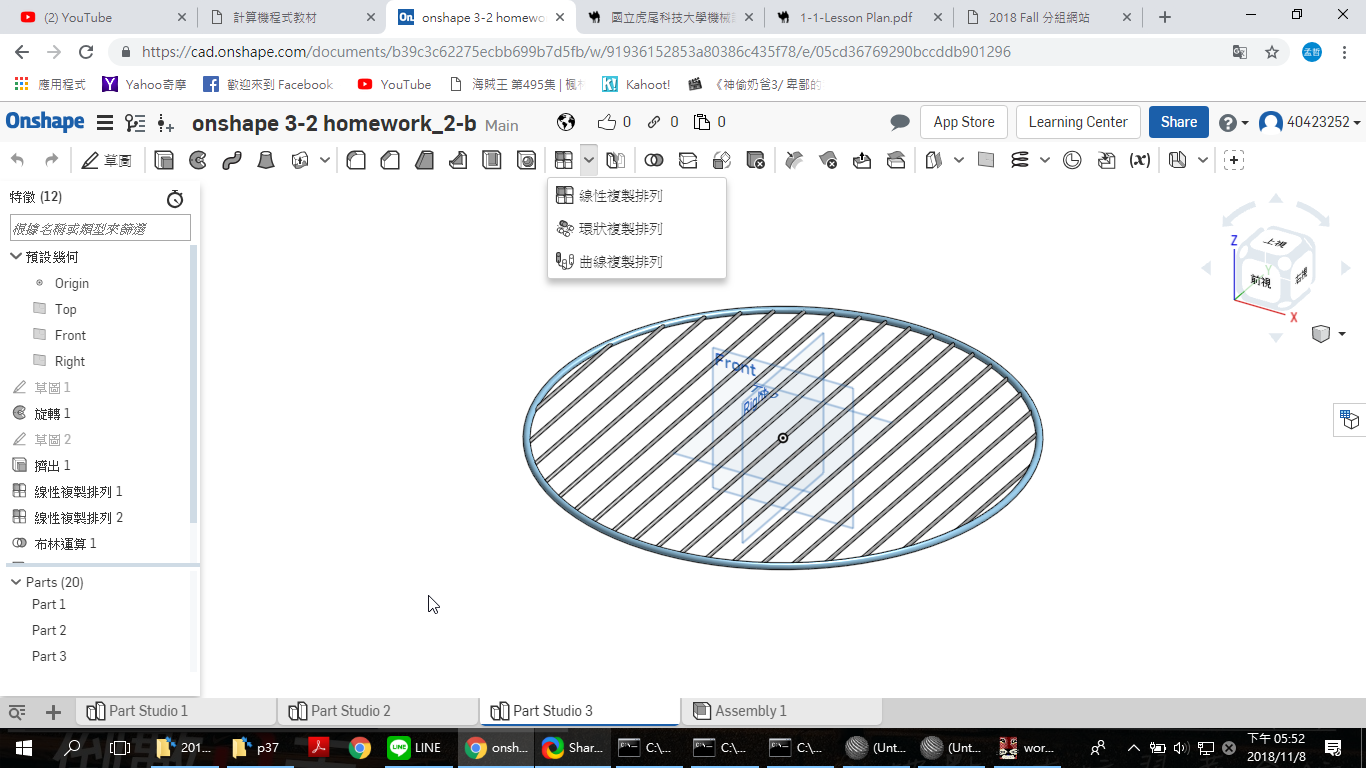 (2) YouTube
計算機程式教材
onshape 3-2 homewo
國立虎尾科技大學機械
1-1-Lesson Plan.pdf
2018 Fall 分組網站
https://cad.onshape.com/documents/b39c3c62275ecbb699b7d5fb/w/91936152853a80386c435f78/e/05cd36769290bccddb901296
孟哲
應用程式
Yahoo奇摩
歡迎來到 Facebook
YouTube
海賊王 第495集 | 楓
Kahoot!
《神偷奶爸3/ 卑鄙的
Onshape
onshape 3-2 homework_2-b Main
0
0
0
App Store
Learning Center
Share
40423252
草圖
線性複製排列
環狀複製排列
曲線複製排列
特徵 (12)
根據名稱或類型來篩選
預設幾何
Origin
Top
Front
Right
草圖 1
旋轉 1
草圖 2
擠出 1
線性複製排列 1
線性複製排列 2
布林運算 1
Parts (20)
Part 1
Part 2
Part 3
Front
Right
Z
上視
Y
前視
右視
X
Part Studio 1
Part Studio 2
Part Studio 3
Assembly 1
201...
p37
LINE
onsh...
Shar...
C:\...
C:\...
C:\...
(Unt...
(Unt...
wor...
下午 05:52
2018/11/8